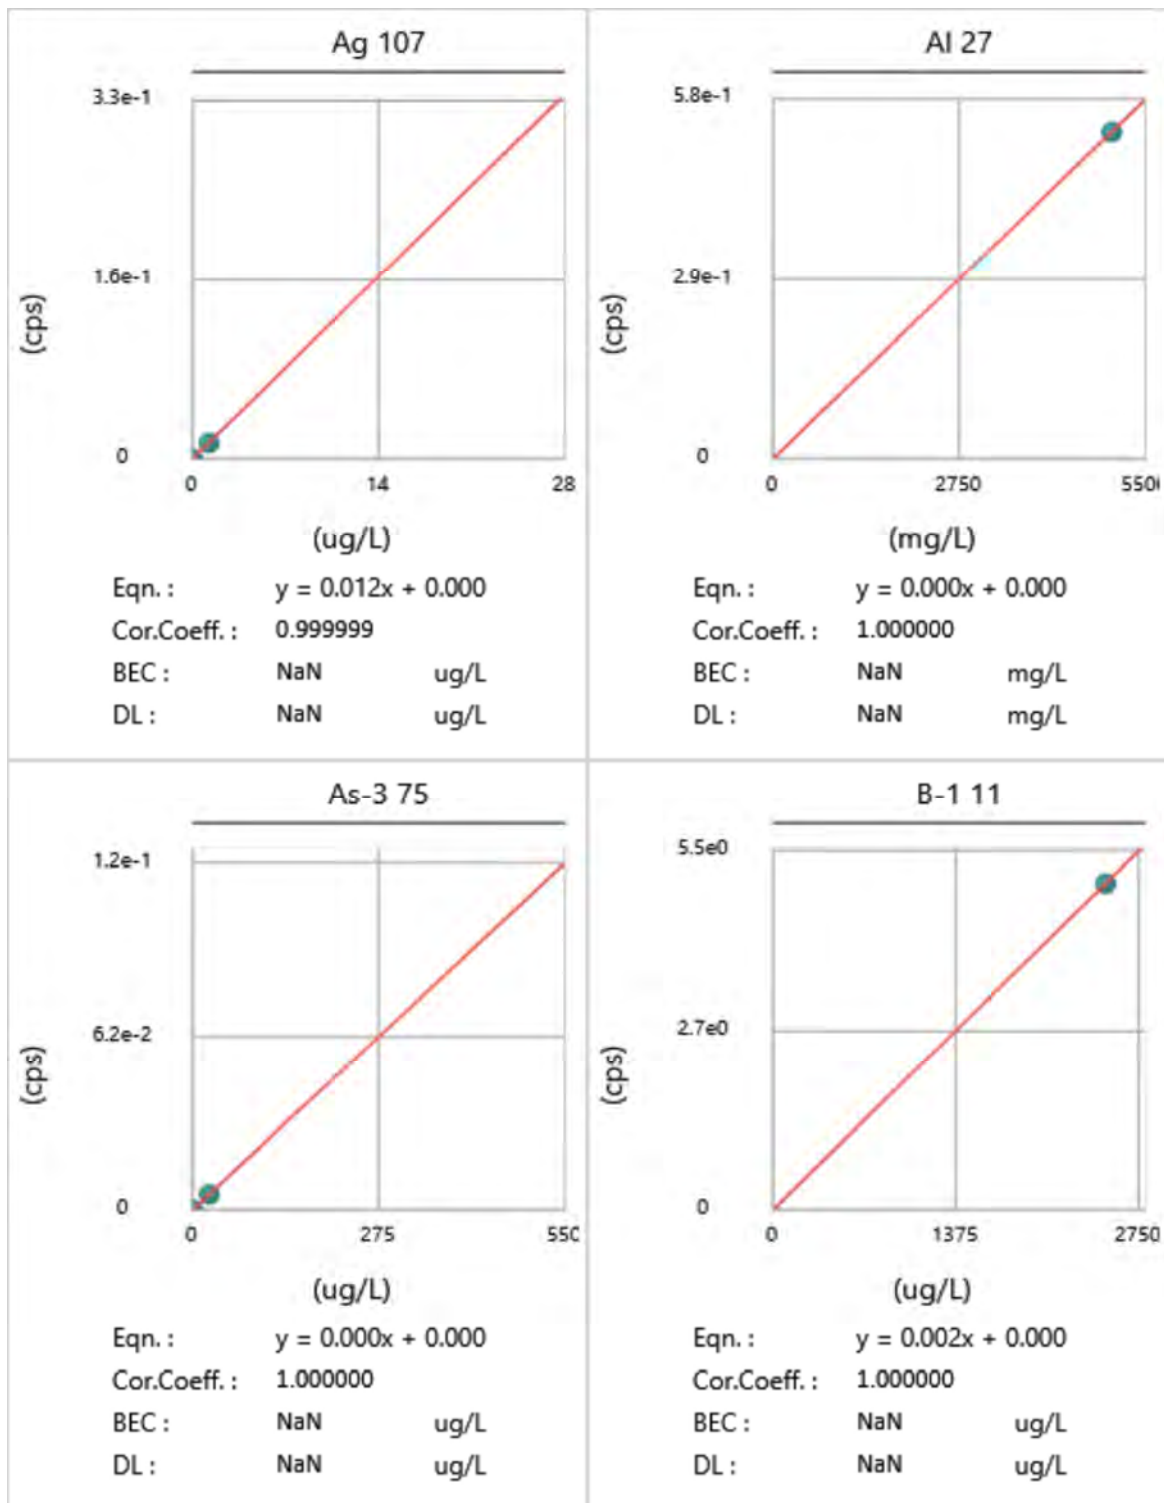 Ag 107
3.3e-1
1.6e-1
(cps)
0
0 14 28
(ug/L)
Eqn. : y = 0.012x + 0.000
Cor.Coeff. : 0.999999
BEC : NaN ug/L
DL : NaN ug/L
Al 27
5.8e-1
2.9e-1
(cps)
0
0 2750 550
(mg/L)
Eqn. : y = 0.000x + 0.000
Cor.Coeff. : 1.000000
BEC : NaN mg/L
DL : NaN mg/L
As-3 75
1.2e-1
6.2e-2
(cps)
0
0 275 550
(ug/L)
Eqn. : y = 0.000x + 0.000
Cor.Coeff. : 1.000000
BEC : NaN ug/L
DL : NaN ug/L
B-1 11
5.5e0
2.7e0
(cps)
0
0 1375 2750
(ug/L)
Eqn. : y = 0.002x + 0.000
Cor.Coeff. : 1.000000
BEC : NaN ug/L
DL : NaN ug/L